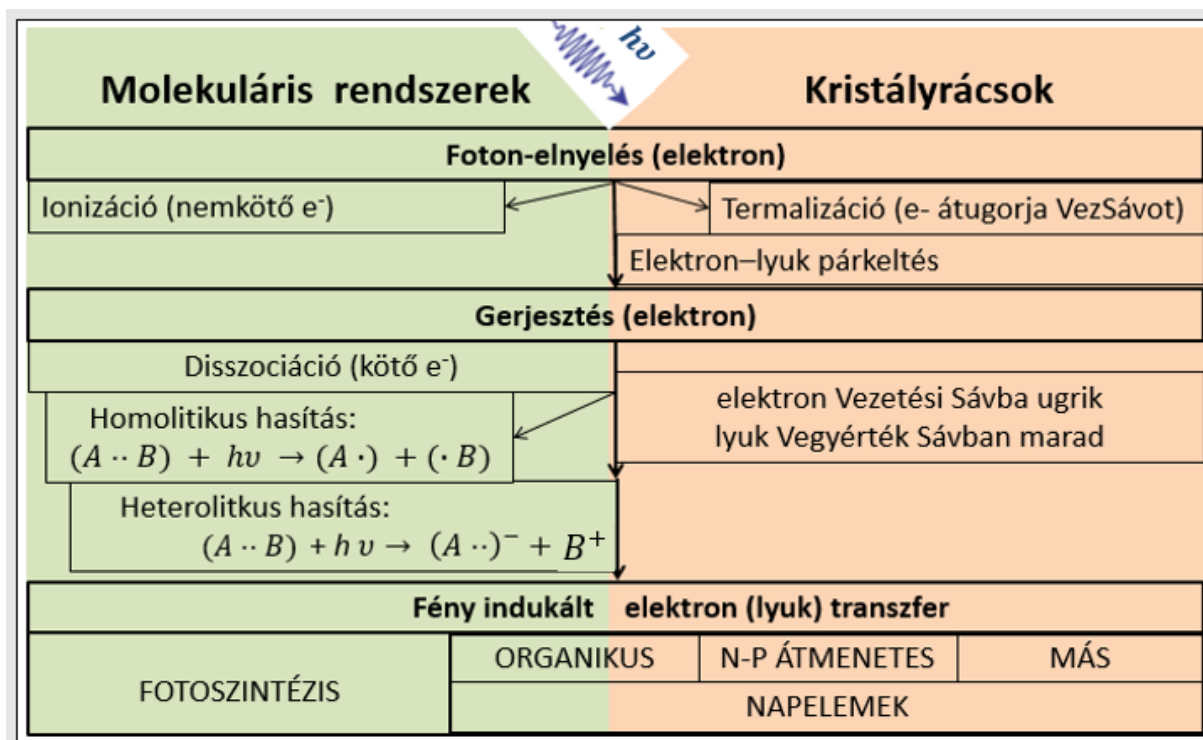 hν
Molekuláris rendszerek
Kristályrácsok
Foton-elnyelés (elektron)
Ionizáció (nemkötő e⁻)
Termalizáció (e- átugorja VezSávot)
Elektron–lyuk párkeltés
Gerjesztés (elektron)
Disszociáció (kötő e⁻)
elektron Vezetési Sávba ugrik
lyuk Vegyérték Sávban marad
Homolitikus hasítás:
(A ·· B) + hν → (A ·) + (· B)
Heterolitkus hasítás:
(A ·· B) + h ν → (A ··)⁻ + B⁺
Fény indukált elektron (lyuk) transzfer
FOTOSZINTÉZIS
ORGANIKUS
N-P ÁTMENETES
MÁS
NAPELEMEK